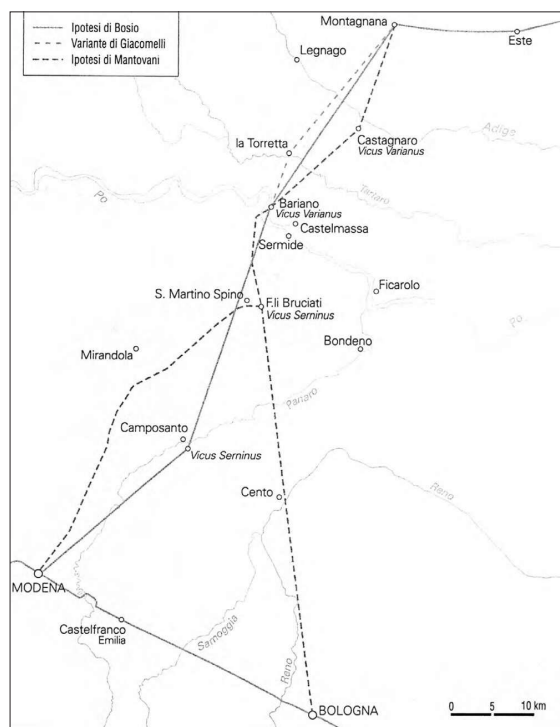 Ipotesi di Bosio
Variante di Giacomelli
Ipotesi di Mantovani
Montagnana
Este
Legnago
Castagnaro
Vicus Varianus
Adige
la Torretta
Tartaro
Po
Bariano
Vicus Varianus
Castelmassa
Sermide
Ficarolo
S. Martino Spino
F.li Bruciati
Vicus Serninus
Po
Mirandola
Bondeno
Panaro
Camposanto
Vicus Serninus
Cento
Reno
MODENA
Castelfranco
Emilia
Samoggia
Reno
BOLOGNA
0 5 10 km